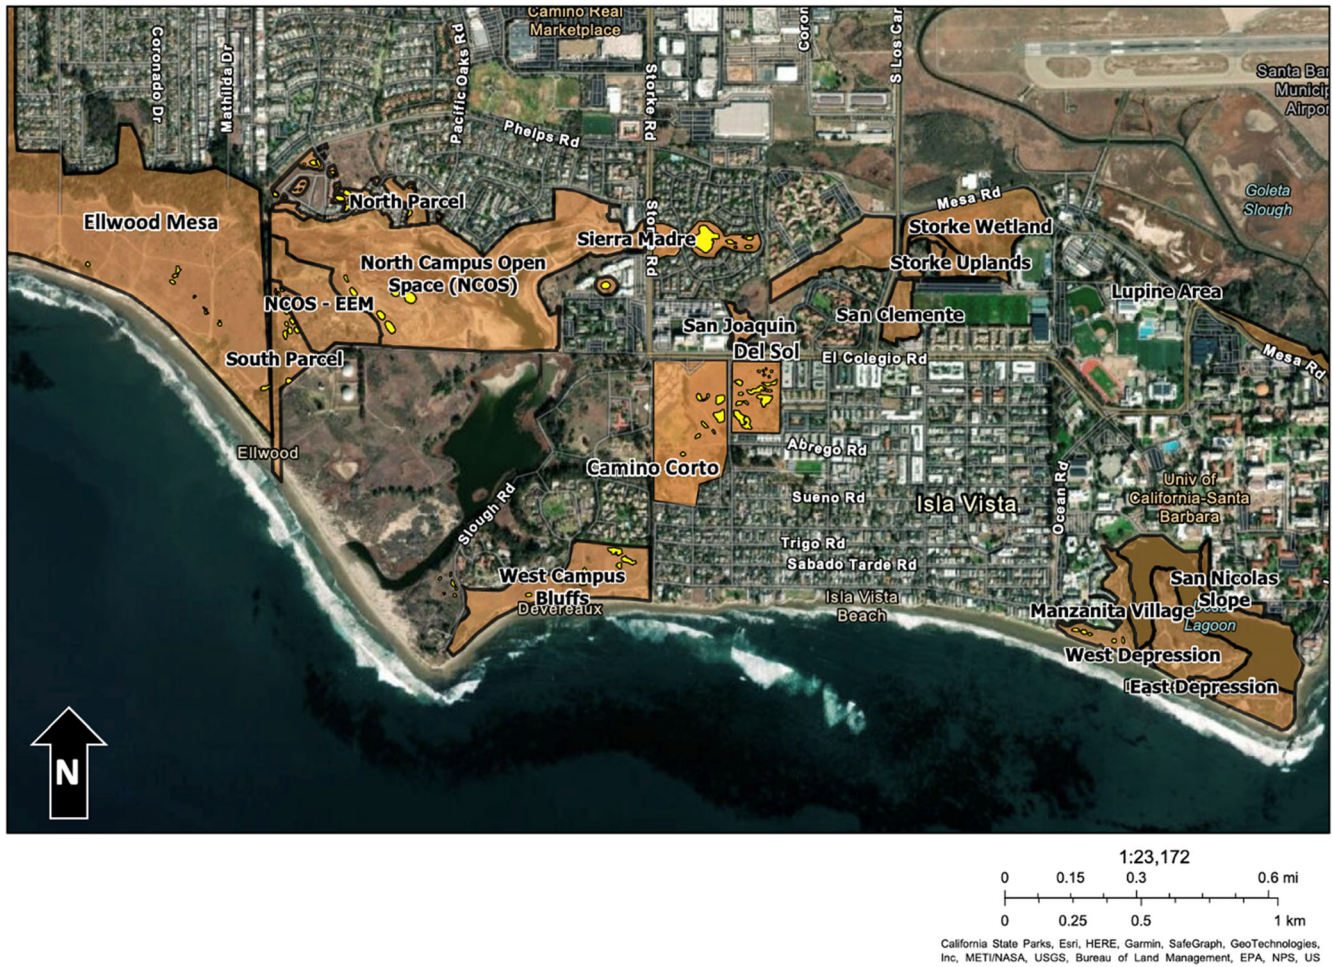 Camino Real
Marketplace
Coronado Dr
Mathilda Dr
Pacific Oaks Rd
Storke Rd
Coron
S Los Car
Santa Bar
Municip
Airpor
Phelps Rd
Goleta
Slough
Mesa Rd
North Parcel
Ellwood Mesa
Storke Wetland
Sierra Madre
Storke Uplands
North Campus Open
Space (NCOS)
Lupine Area
NCOS - EEM
San Clemente
San Joaquin
Del Sol
South Parcel
El Colegio Rd
Mesa Rd
Ellwood
Abrego Rd
Camino Corto
Sueno Rd
Isla Vista
Ocean Rd
Univ of
California-Santa
Barbara
Slough Rd
Trigo Rd
Sabado Tarde Rd
West Campus
Bluffs
Devereaux
Isla Vista
Beach
San Nicolas
Slope
Manzanita Village
Lagoon
West Depression
East Depression
N
1:23,172
0 0.15 0.3 0.6 mi
0 0.25 0.5 1 km
California State Parks, Esri, HERE, Garmin, SafeGraph, GeoTechnologies,
Inc, METI/NASA, USGS, Bureau of Land Management, EPA, NPS, US